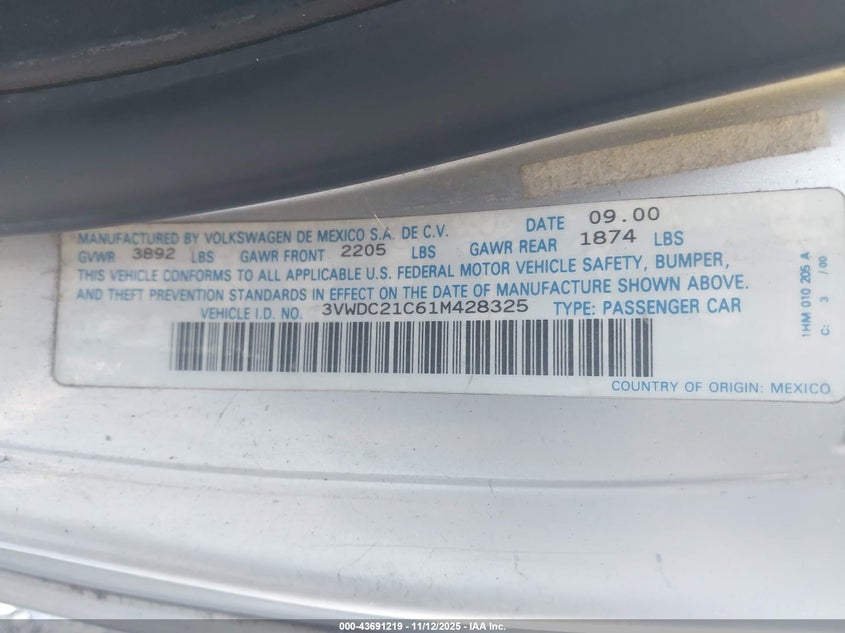 MANUFACTURED BY VOLKSWAGEN DE MEXICO S.A. DE C.V. DATE 09.00
GVWR 3892 LBS GAWR FRONT 2205 LBS GAWR REAR 1874 LBS
THIS VEHICLE CONFORMS TO ALL APPLICABLE U.S. FEDERAL MOTOR VEHICLE SAFETY, BUMPER,
AND THEFT PREVENTION STANDARDS IN EFFECT ON THE DATE OF MANUFACTURE SHOWN ABOVE.
VEHICLE I.D. NO. 3VWDC21C61M428325 TYPE: PASSENGER CAR
COUNTRY OF ORIGIN: MEXICO
1HM 010 205 A
C: 3 /00
000-43691219 - 11/12/2025 - IAA Inc.